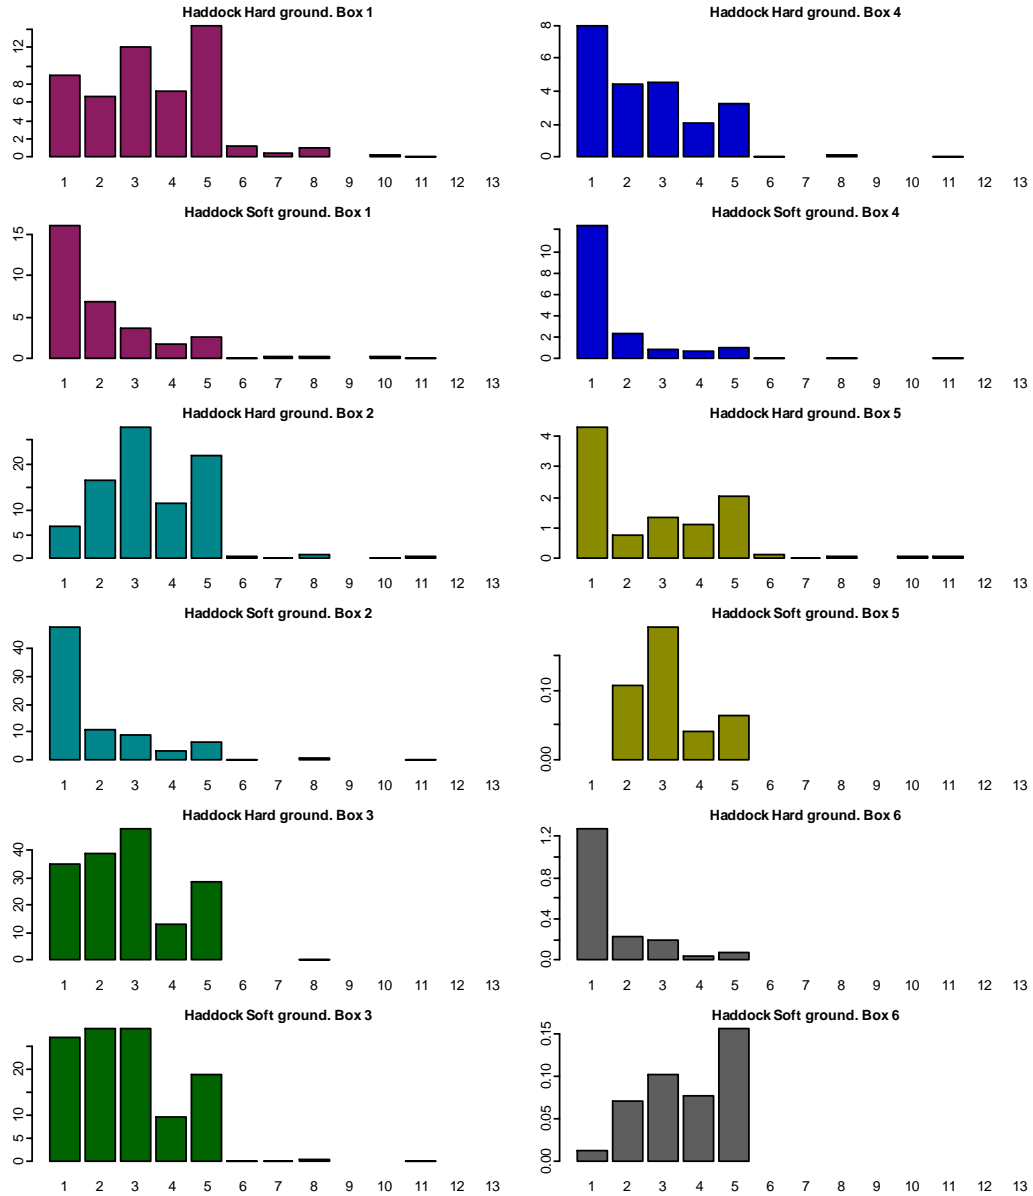 Haddock Hard ground. Box 1
0 2 4 6 8 12
1 2 3 4 5 6 7 8 9 10 11 12 13
Haddock Hard ground. Box 4
0 2 4 6 8
1 2 3 4 5 6 7 8 9 10 11 12 13
Haddock Soft ground. Box 1
0 5 10 15
1 2 3 4 5 6 7 8 9 10 11 12 13
Haddock Soft ground. Box 4
0 2 4 6 8 10
1 2 3 4 5 6 7 8 9 10 11 12 13
Haddock Hard ground. Box 2
0 5 10 20
1 2 3 4 5 6 7 8 9 10 11 12 13
Haddock Hard ground. Box 5
0 1 2 3 4
1 2 3 4 5 6 7 8 9 10 11 12 13
Haddock Soft ground. Box 2
0 10 20 30 40
1 2 3 4 5 6 7 8 9 10 11 12 13
Haddock Soft ground. Box 5
0.00 0.10
1 2 3 4 5 6 7 8 9 10 11 12 13
Haddock Hard ground. Box 3
0 10 20 30 40
1 2 3 4 5 6 7 8 9 10 11 12 13
Haddock Hard ground. Box 6
0.0 0.4 0.8 1.2
1 2 3 4 5 6 7 8 9 10 11 12 13
Haddock Soft ground. Box 3
0 5 10 20
1 2 3 4 5 6 7 8 9 10 11 12 13
Haddock Soft ground. Box 6
0.00 0.05 0.10 0.15
1 2 3 4 5 6 7 8 9 10 11 12 13